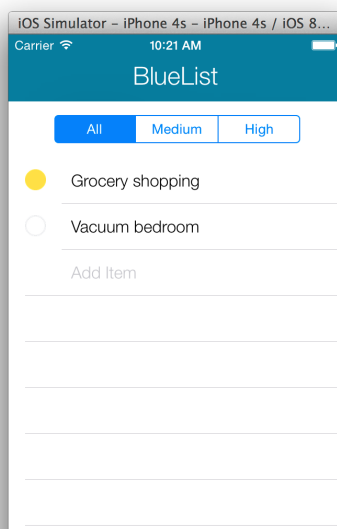 iOS Simulator – iPhone 4s – iPhone 4s / iOS 8...
Carrier 10:21 AM
BlueList
All Medium High
Grocery shopping
Vacuum bedroom
Add Item